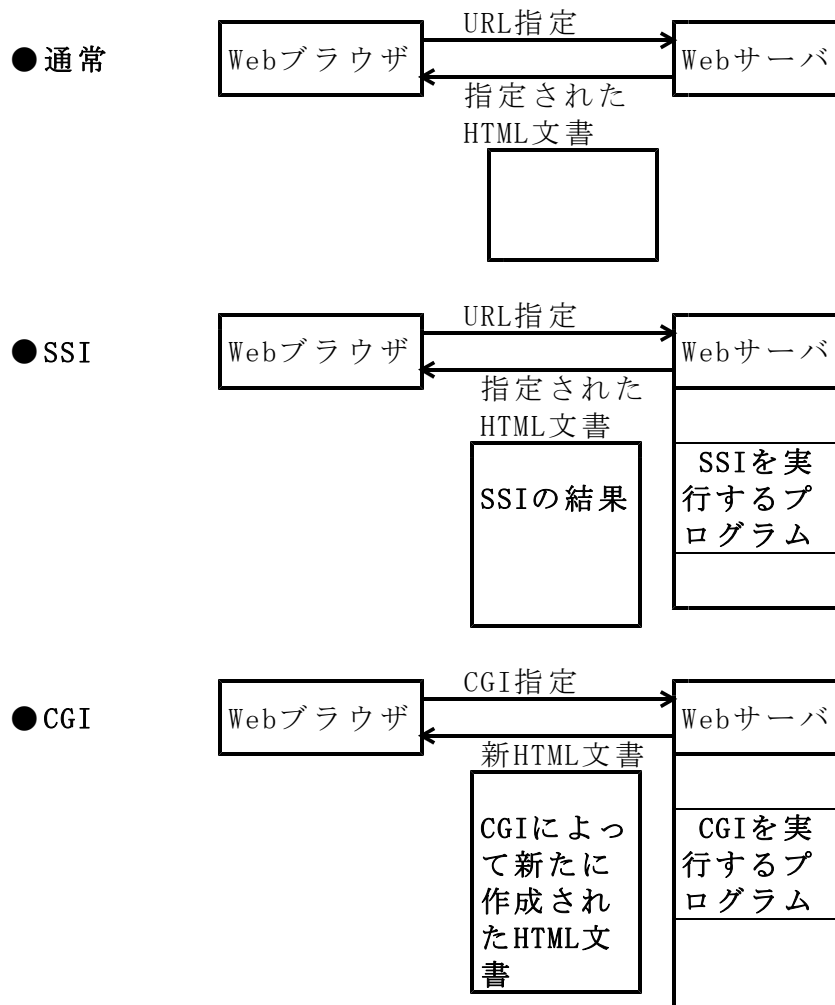 ●通常
Webブラウザ
URL指定
Webサーバ
指定された
HTML文書
●SSI
Webブラウザ
URL指定
Webサーバ
指定された
HTML文書
SSIの結果
SSIを実
行するプ
ログラム
●CGI
Webブラウザ
CGI指定
Webサーバ
新HTML文書
CGIによっ
て新たに
作成され
たHTML文
書
CGIを実
行するプ
ログラム